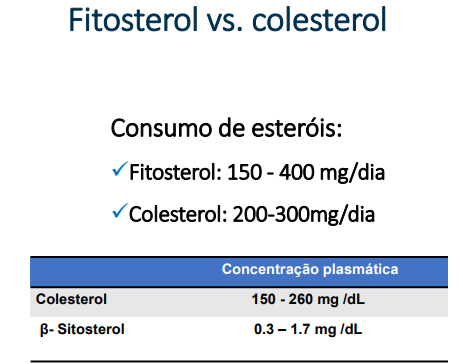 Fitosterol vs. colesterol
Consumo de esteróis:
✓Fitosterol: 150 - 400 mg/dia
✓Colesterol: 200-300mg/dia
Concentração plasmática
Colesterol 150 - 260 mg /dL
β- Sitosterol 0.3 – 1.7 mg /dL